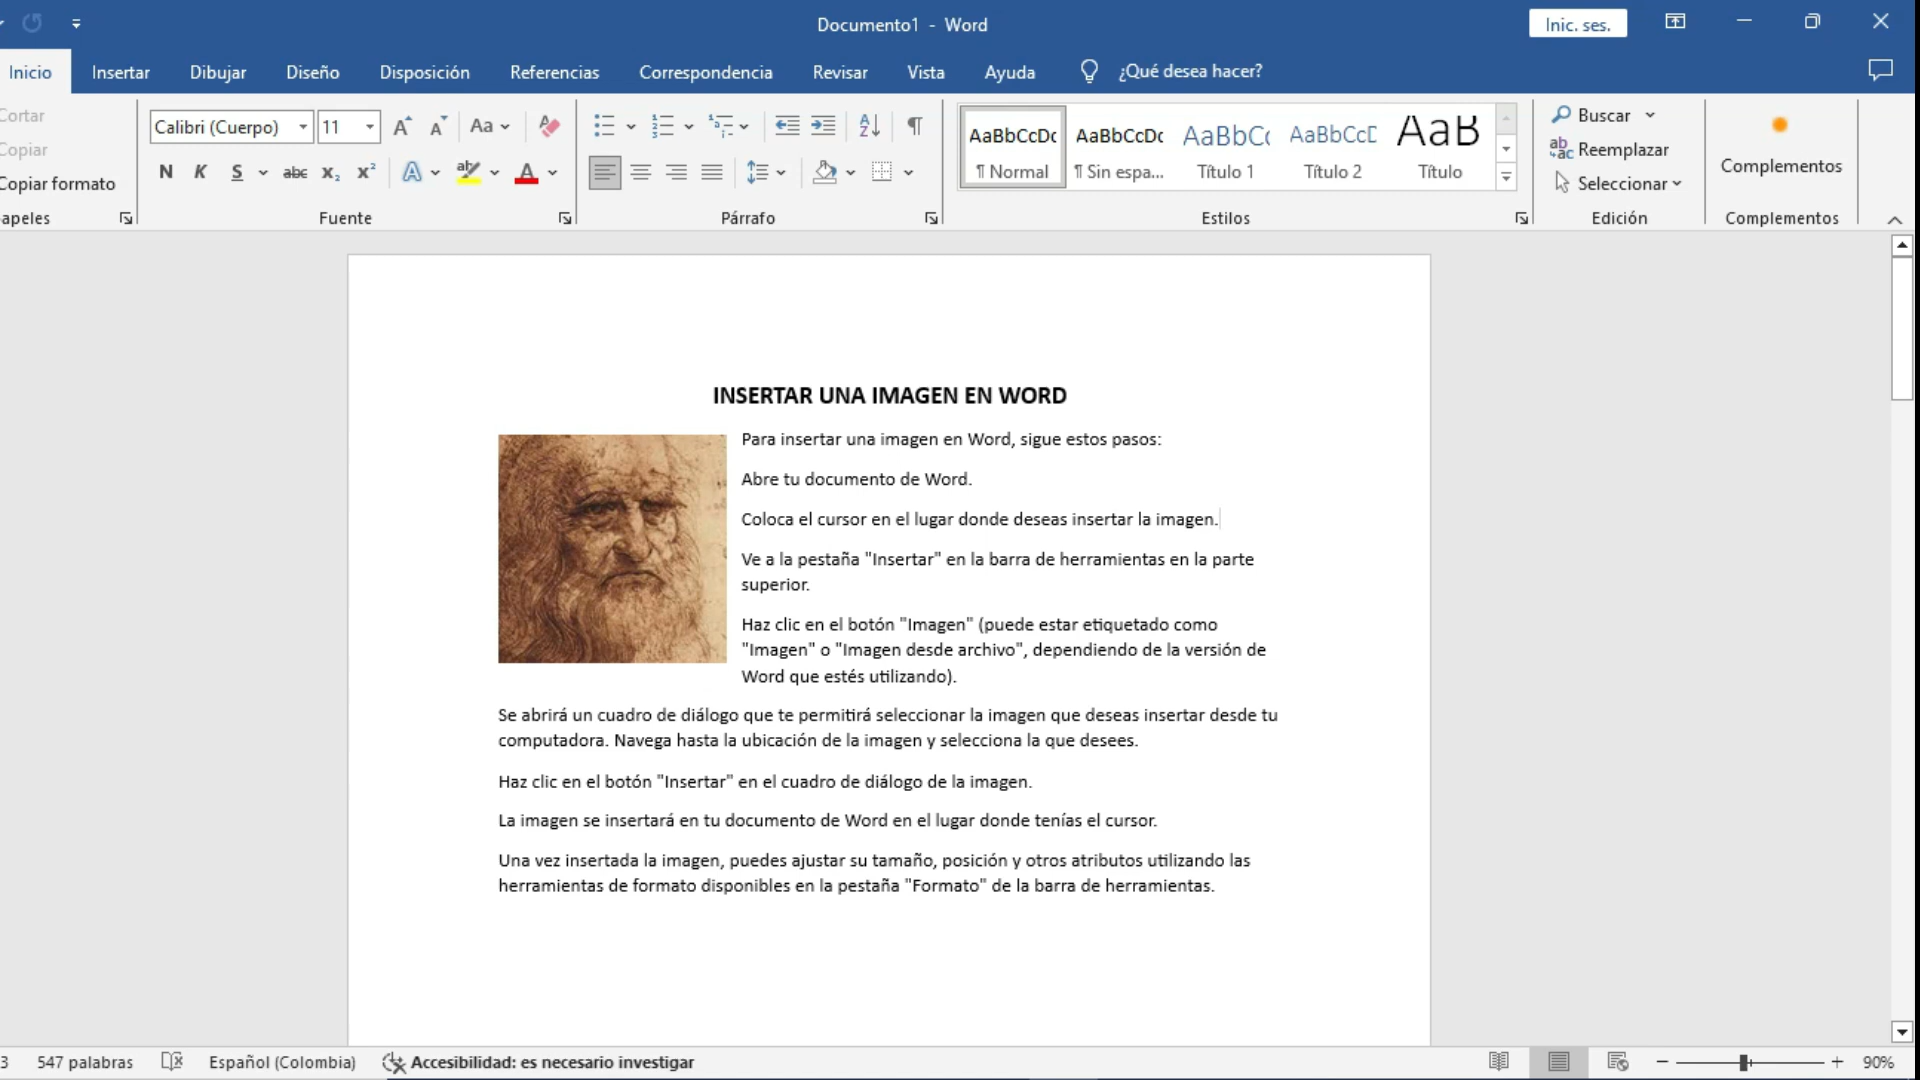 Documento1 - Word
Inic. ses.
Inicio Insertar Dibujar Diseño Disposición Referencias Correspondencia Revisar Vista Ayuda ¿Qué desea hacer?
Cortar
Copiar
Copiar formato
apeles
Calibri (Cuerpo) 11 Aa
N K S abc x₂ x² A ab A
Fuente
Párrafo
AaBbCcDc AaBbCcDc AaBbC AaBbCcD AaB
¶ Normal ¶ Sin espa... Título 1 Título 2 Título
Estilos
Buscar
Reemplazar
Seleccionar
Edición
Complementos
Complementos
INSERTAR UNA IMAGEN EN WORD
Para insertar una imagen en Word, sigue estos pasos:
Abre tu documento de Word.
Coloca el cursor en el lugar donde deseas insertar la imagen.
Ve a la pestaña "Insertar" en la barra de herramientas en la parte
superior.
Haz clic en el botón "Imagen" (puede estar etiquetado como
"Imagen" o "Imagen desde archivo", dependiendo de la versión de
Word que estés utilizando).
Se abrirá un cuadro de diálogo que te permitirá seleccionar la imagen que deseas insertar desde tu
computadora. Navega hasta la ubicación de la imagen y selecciona la que desees.
Haz clic en el botón "Insertar" en el cuadro de diálogo de la imagen.
La imagen se insertará en tu documento de Word en el lugar donde tenías el cursor.
Una vez insertada la imagen, puedes ajustar su tamaño, posición y otros atributos utilizando las
herramientas de formato disponibles en la pestaña "Formato" de la barra de herramientas.
3 547 palabras Español (Colombia) Accesibilidad: es necesario investigar 90%